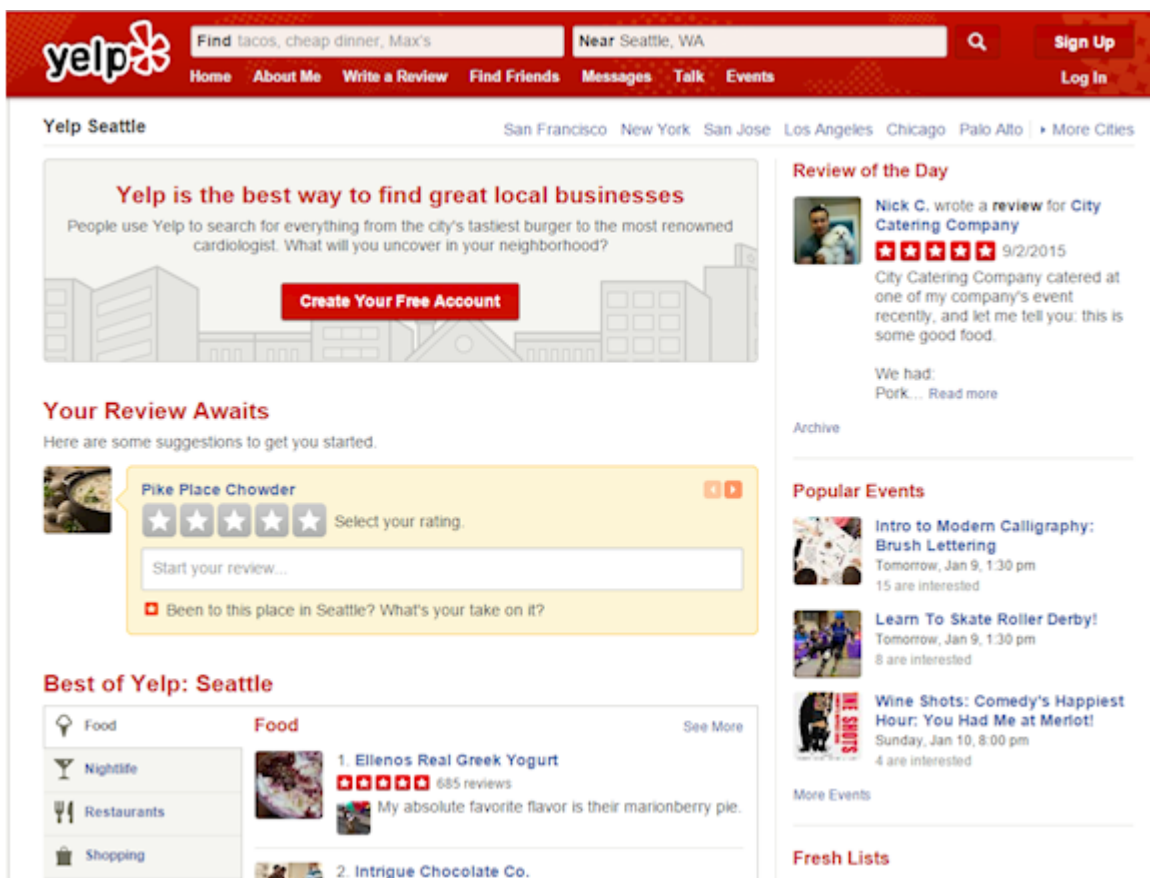 yelp
Find tacos, cheap dinner, Max's
Near Seattle, WA
Sign Up
Home About Me Write a Review Find Friends Messages Talk Events
Log In
Yelp Seattle
San Francisco New York San Jose Los Angeles Chicago Palo Alto More Cities
Yelp is the best way to find great local businesses
People use Yelp to search for everything from the city's tastiest burger to the most renowned
cardiologist. What will you uncover in your neighborhood?
Create Your Free Account
Your Review Awaits
Here are some suggestions to get you started.
Pike Place Chowder
Select your rating.
Start your review...
Been to this place in Seattle? What's your take on it?
Best of Yelp: Seattle
Food
Nightlife
Restaurants
Shopping
Food
See More
1. Ellenos Real Greek Yogurt
685 reviews
My absolute favorite flavor is their marionberry pie.
2. Intrigue Chocolate Co.
Review of the Day
Nick C. wrote a review for City
Catering Company
9/2/2015
City Catering Company catered at
one of my company's event
recently, and let me tell you: this is
some good food.
We had:
Pork... Read more
Archive
Popular Events
Intro to Modern Calligraphy:
Brush Lettering
Tomorrow, Jan 9, 1:30 pm
15 are interested
Learn To Skate Roller Derby!
Tomorrow, Jan 9, 1:30 pm
8 are interested
WINE SHOTS
Wine Shots: Comedy's Happiest
Hour: You Had Me at Merlot!
Sunday, Jan 10, 8:00 pm
4 are interested
More Events
Fresh Lists